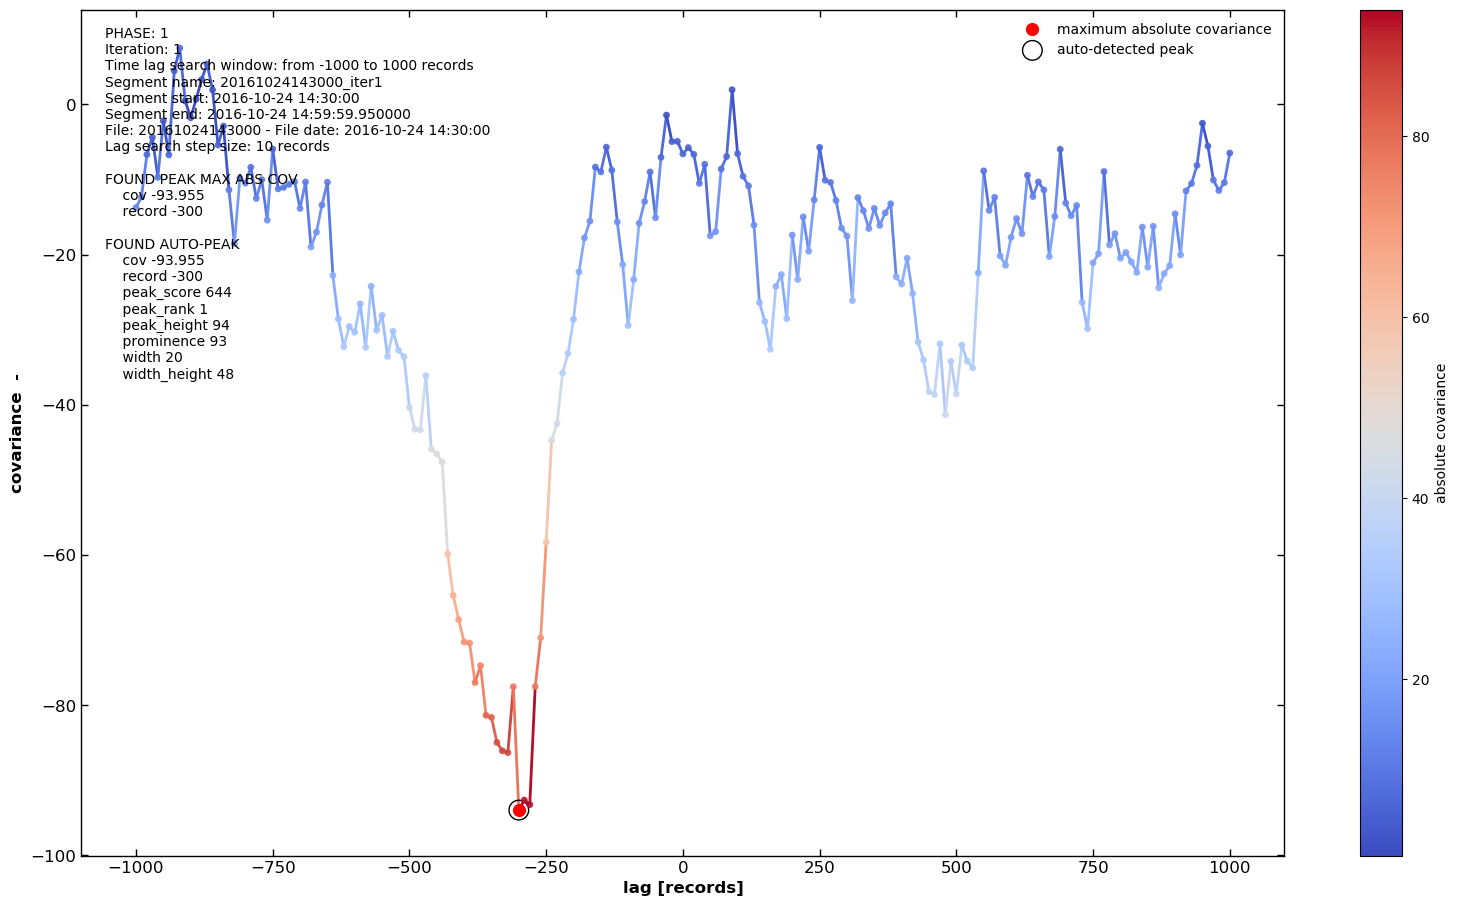 PHASE: 1
Iteration: 1
Time lag search window: from -1000 to 1000 records
Segment name: 20161024143000_iter1
Segment start: 2016-10-24 14:30:00
Segment end: 2016-10-24 14:59:59.950000
File: 20161024143000 - File date: 2016-10-24 14:30:00
Lag search step size: 10 records
FOUND PEAK MAX ABS COV
cov -93.955
record -300
FOUND AUTO-PEAK
cov -93.955
record -300
peak_score 644
peak_rank 1
peak_height 94
prominence 93
width 20
width_height 48
maximum absolute covariance
auto-detected peak
0
−20
−40
−60
−80
−100
covariance -
−1000 −750 −500 −250 0 250 500 750 1000
lag [records]
80
60
40
20
absolute covariance